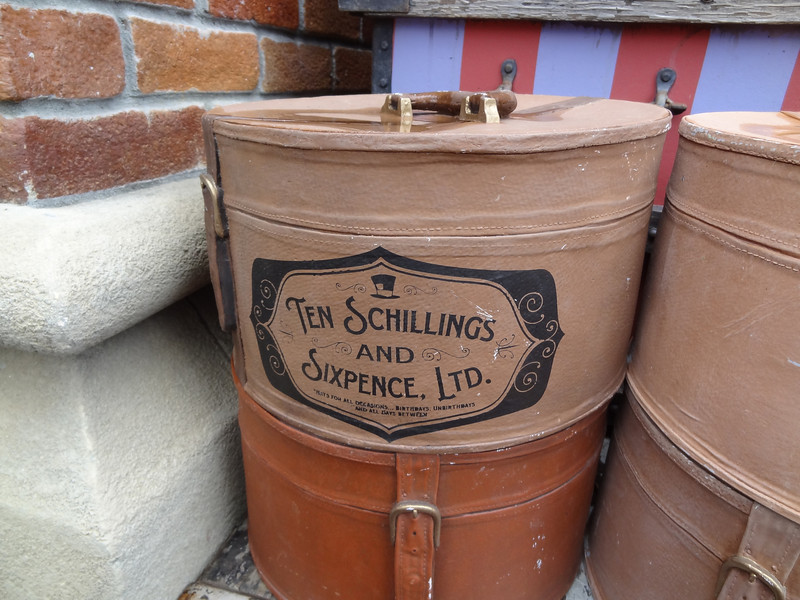 TEN SCHILLINGS
AND
SIXPENCE, LTD.
"HATS FOR ALL OCCASIONS... BIRTHDAYS, UNBIRTHDAYS
AND ALL DAYS BETWEEN